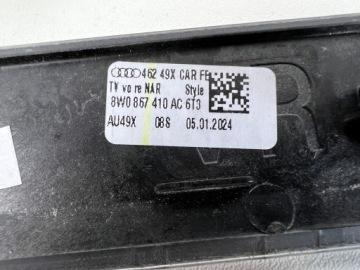 462 49X CAR FE
TV vo re NAR Style
8W0 867 410 AC 6T3
AU49X 08S 05.01.2024
VR